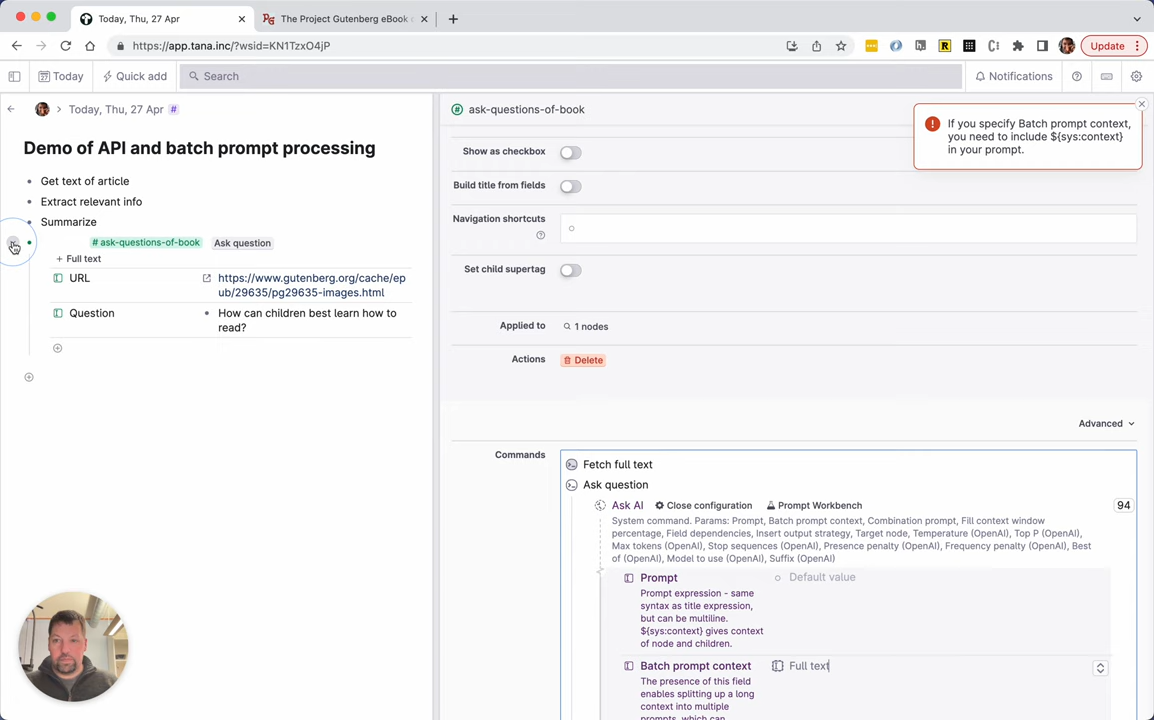 Today, Thu, 27 Apr
The Project Gutenberg eBook
https://app.tana.inc/?wsid=KN1TzxO4jP
Update
Today
Quick add
Search
Notifications
Today, Thu, 27 Apr #
Demo of API and batch prompt processing
Get text of article
Extract relevant info
Summarize
# ask-questions-of-book Ask question
+ Full text
URL
https://www.gutenberg.org/cache/ep
ub/29635/pg29635-images.html
Question
How can children best learn how to
read?
# ask-questions-of-book
If you specify Batch prompt context,
you need to include ${sys:context}
in your prompt.
Show as checkbox
Build title from fields
Navigation shortcuts
Set child supertag
Applied to
1 nodes
Actions
Delete
Advanced
Commands
Fetch full text
Ask question
Ask AI Close configuration Prompt Workbench 94
System command. Params: Prompt, Batch prompt context, Combination prompt, Fill context window
percentage, Field dependencies, Insert output strategy, Target node, Temperature (OpenAI), Top P (OpenAI),
Max tokens (OpenAI), Stop sequences (OpenAI), Presence penalty (OpenAI), Frequency penalty (OpenAI), Best
of (OpenAI), Model to use (OpenAI), Suffix (OpenAI)
Prompt
Default value
Prompt expression - same
syntax as title expression,
but can be multiline.
${sys:context} gives context
of node and children.
Batch prompt context
Full text
The presence of this field
enables splitting up a long
context into multiple
prompts, which can